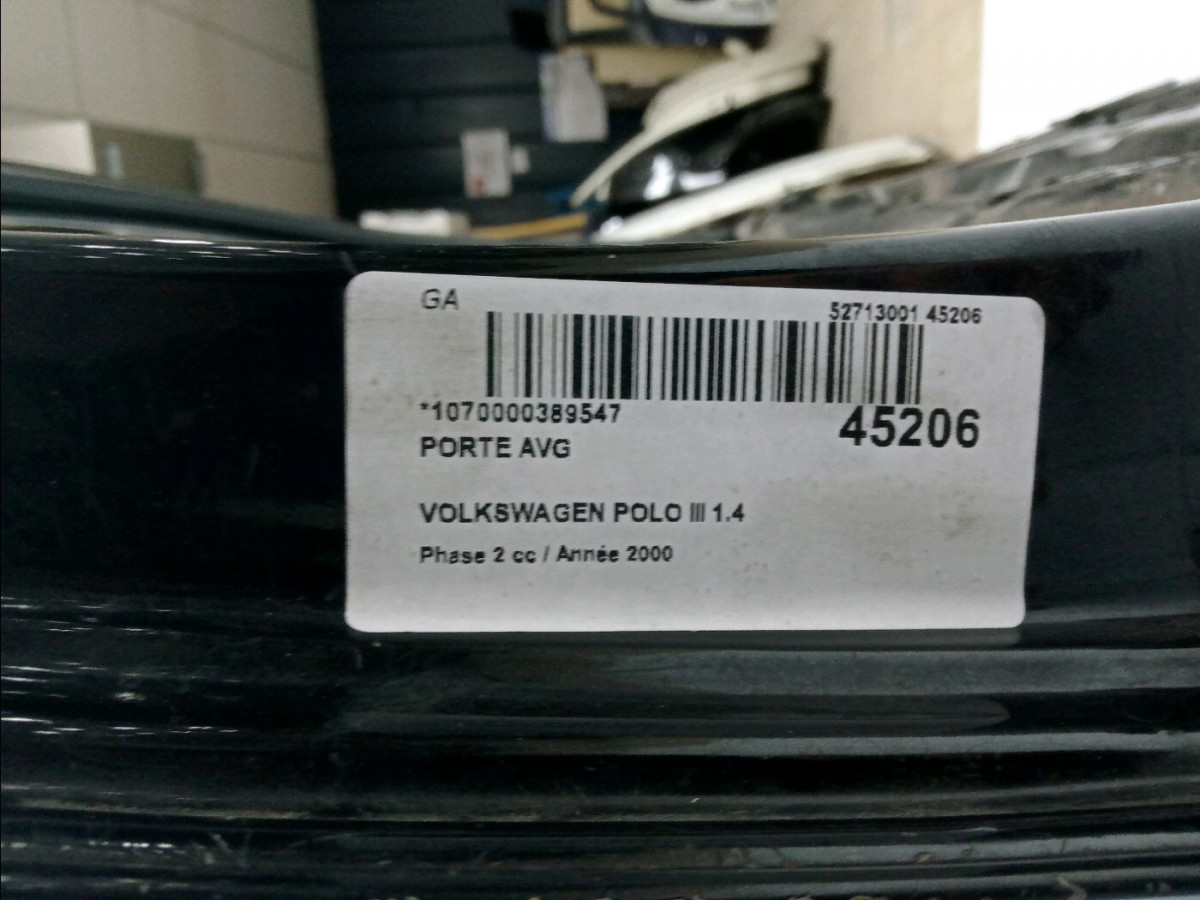 GA
52713001 45206
*1070000389547
45206
PORTE AVG
VOLKSWAGEN POLO III 1.4
Phase 2 cc / Année 2000